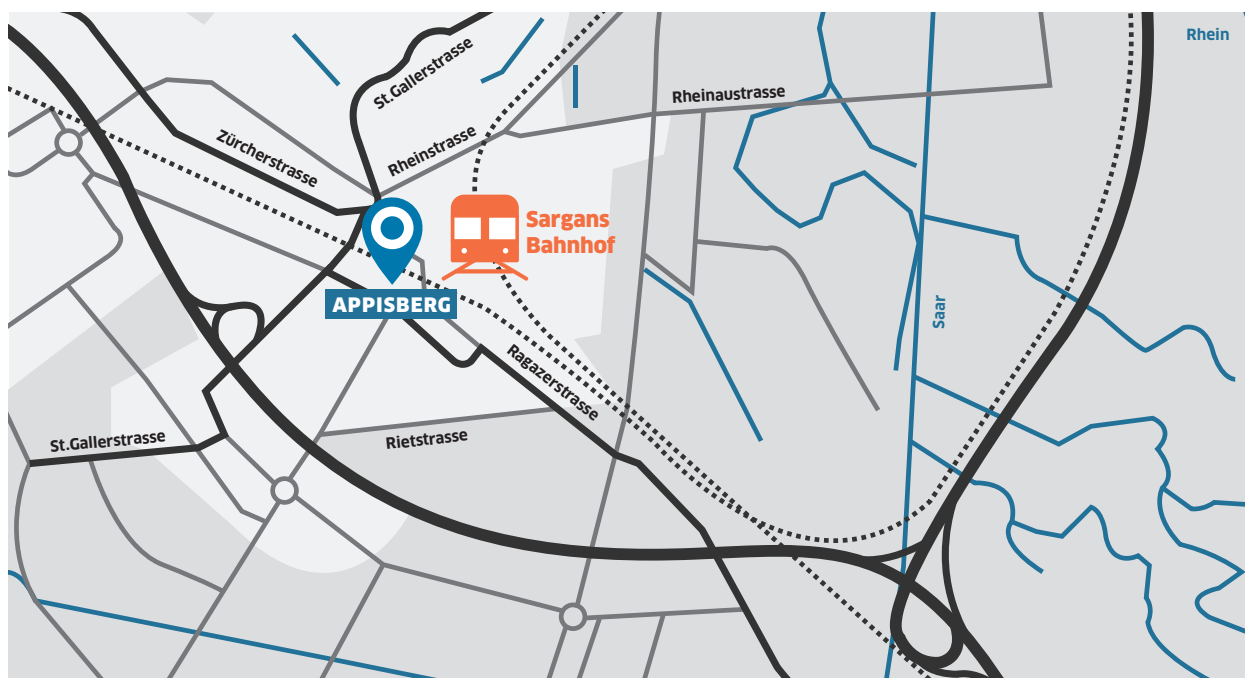 Rhein
St.Gallerstrasse
Rheinaustrasse
Zürcherstrasse
Rheinstrasse
Sargans
Bahnhof
APPISBERG
Saar
Ragazerstrasse
St.Gallerstrasse
Rietstrasse